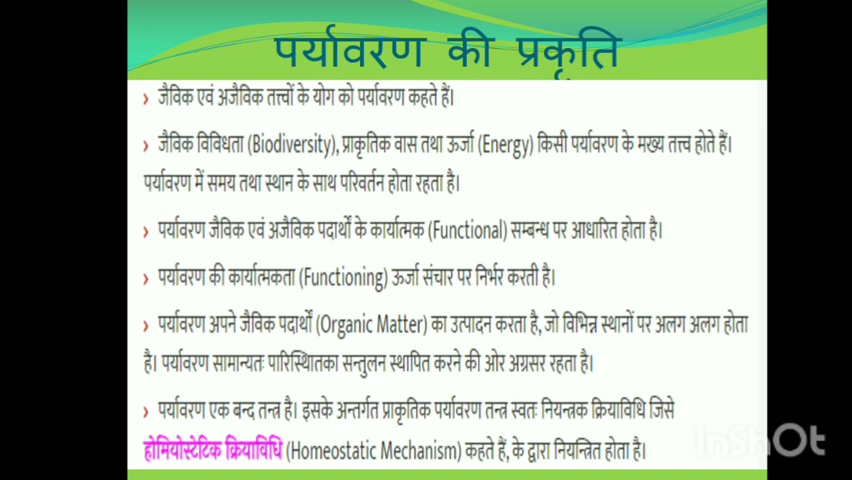 पर्यावरण की प्रकृति
› जैविक एवं अजैविक तत्त्वों के योग को पर्यावरण कहते हैं।
› जैविक विविधता (Biodiversity), प्राकृतिक वास तथा ऊर्जा (Energy) किसी पर्यावरण के मख्य तत्त्व होते हैं।
पर्यावरण में समय तथा स्थान के साथ परिवर्तन होता रहता है।
› पर्यावरण जैविक एवं अजैविक पदार्थों के कार्यात्मक (Functional) सम्बन्ध पर आधारित होता है।
› पर्यावरण की कार्यात्मकता (Functioning) ऊर्जा संचार पर निर्भर करती है।
› पर्यावरण अपने जैविक पदार्थों (Organic Matter) का उत्पादन करता है, जो विभिन्न स्थानों पर अलग अलग होता
है। पर्यावरण सामान्यतः पारिस्थितिका सन्तुलन स्थापित करने की ओर अग्रसर रहता है।
› पर्यावरण एक बन्द तन्त्र है। इसके अन्तर्गत प्राकृतिक पर्यावरण तन्त्र स्वतः नियन्त्रक क्रियाविधि जिसे
होमियोस्टेटिक क्रियाविधि (Homeostatic Mechanism) कहते हैं, के द्वारा नियन्त्रित होता है।
InShOt